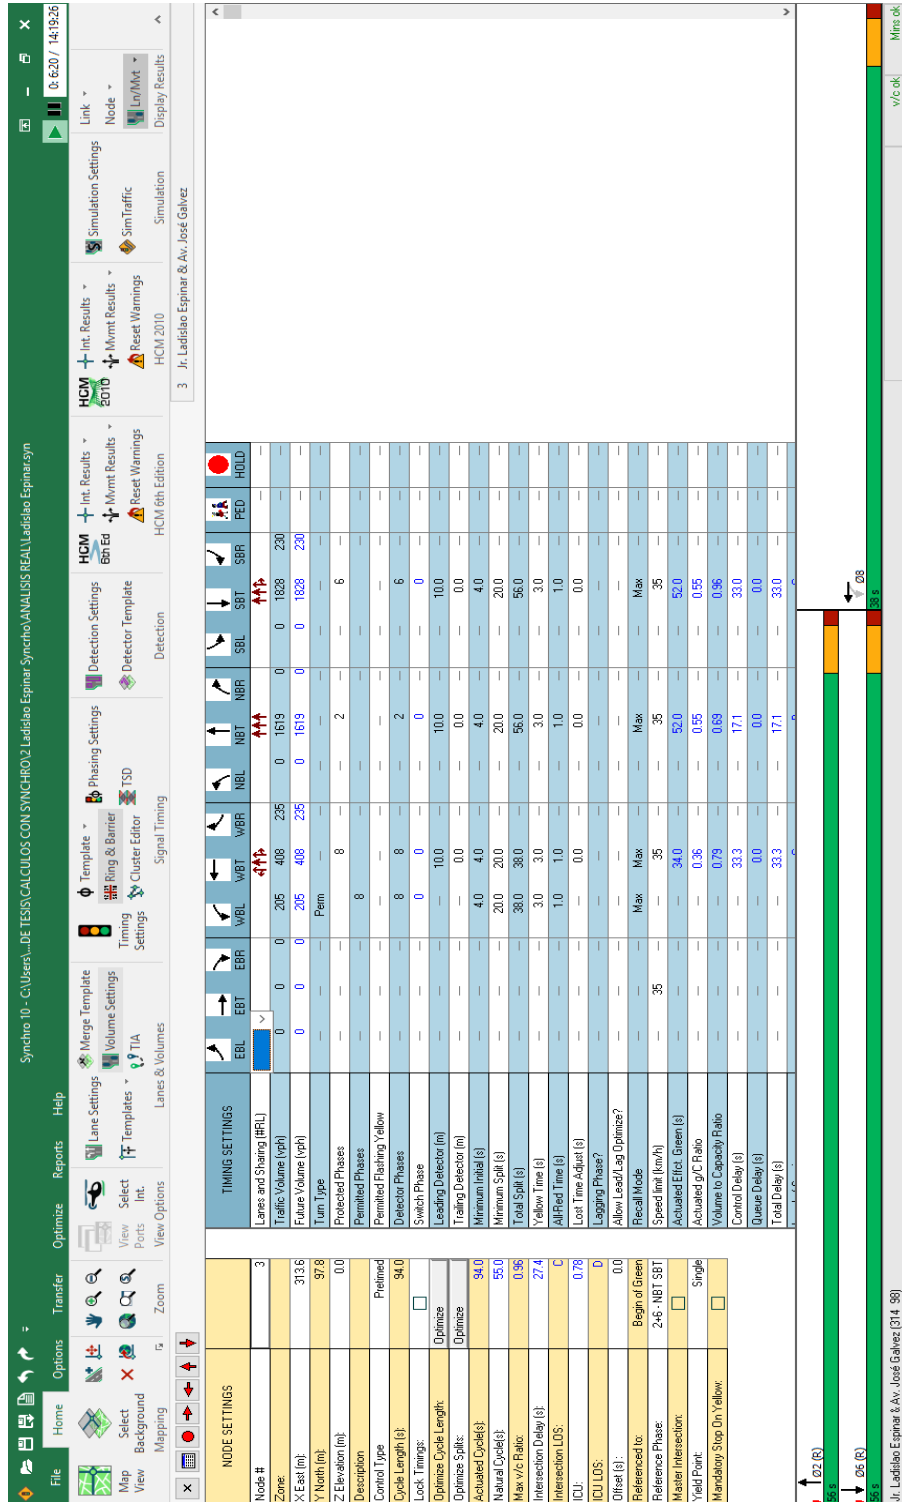 Synchro 10 - C:\Users\...DE TESIS\CALCULOS CON SYNCHRO\2 Ladislao Espinar Syncrho\ANALISIS REAL\Ladislao Espinar.syn
File Home Options Transfer Optimize Reports Help
0: 6:20 / 14:19:26
Map View
Select Background
Mapping
Zoom
View Ports
Select Int.
View Options
Lane Settings
Templates
Merge Template
Volume Settings
TIA
Lanes & Volumes
Timing Settings
Template
Ring & Barrier
Cluster Editor
Phasing Settings
TSD
Signal Timing
Detection Settings
Detector Template
Detection
HCM 6th Ed
Int. Results
Mvmt Results
Reset Warnings
HCM 6th Edition
HCM 2010
Int. Results
Mvmt Results
Reset Warnings
HCM 2010
Simulation Settings
SimTraffic
Simulation
Link
Node
Ln/Mvt
Display Results
3 Jr. Ladislao Espinar & Av. José Galvez
NODE SETTINGS
Node # 3
Zone:
X East (m): 313.6
Y North (m): 97.8
Z Elevation (m): 0.0
Description
Control Type Pretimed
Cycle Length (s): 94.0
Lock Timings:
Optimize Cycle Length: Optimize
Optimize Splits: Optimize
Actuated Cycle(s): 94.0
Natural Cycle(s): 55.0
Max v/c Ratio: 0.96
Intersection Delay (s): 27.4
Intersection LOS: C
ICU: 0.78
ICU LOS: D
Offset (s): 0.0
Referenced to: Begin of Green
Reference Phase: 2+6 - NBT SBT
Master Intersection:
Yield Point: Single
Mandatory Stop On Yellow:
TIMING SETTINGS EBL EBT EBR WBL WBT WBR NBL NBT NBR SBL SBT SBR PED HOLD
Lanes and Sharing (#RL) — —
Traffic Volume (vph) 0 0 0 205 408 235 0 1619 0 0 1828 230 — —
Future Volume (vph) 0 0 0 205 408 235 0 1619 0 0 1828 230 — —
Turn Type — — — Perm — — — — — — — — — —
Protected Phases — — — 8 — — 2 — — 6 — — —
Permitted Phases — — — 8 — — — — — — —
Permitted Flashing Yellow — — — — — — — — — — — —
Detector Phases — — — 8 8 — — 2 — — 6 — — —
Switch Phase — — — 0 0 — — 0 — — 0 — — —
Leading Detector (m) — — — 10.0 — — 10.0 — — 10.0 — — —
Trailing Detector (m) — — — 0.0 — — 0.0 — — 0.0 — — —
Minimum Initial (s) — — — 4.0 4.0 — — 4.0 — — 4.0 — — —
Minimum Split (s) — — — 20.0 20.0 — — 20.0 — — 20.0 — — —
Total Split (s) — — — 38.0 38.0 — — 56.0 — — 56.0 — — —
Yellow Time (s) — — — 3.0 3.0 — — 3.0 — — 3.0 — — —
All-Red Time (s) — — — 1.0 1.0 — — 1.0 — — 1.0 — — —
Lost Time Adjust (s) — — — 0.0 — — 0.0 — — 0.0 — — —
Lagging Phase? — — — — — — — — — — — — —
Allow Lead/Lag Optimize? — — — — — — — — — — — — —
Recall Mode — — — Max Max — — Max — — Max — — —
Speed limit (km/h) 35 35 35 35
Actuated Effct. Green (s) — — — 34.0 — — 52.0 — — 52.0 — — —
Actuated g/C Ratio — — — 0.36 — — 0.55 — — 0.55 — — —
Volume to Capacity Ratio — — — 0.79 — — 0.69 — — 0.96 — — —
Control Delay (s) — — — 33.3 — — 17.1 — — 33.0 — — —
Queue Delay (s) — — — 0.0 — — 0.0 — — 0.0 — — —
Total Delay (s) — — — 33.3 — — 17.1 — — 33.0 — — —
Ø2 (R)
56 s
Ø6 (R)
56 s
Ø8
38 s
Jr. Ladislao Espinar & Av. José Galvez (314 98)
v/c ok
Mins ok